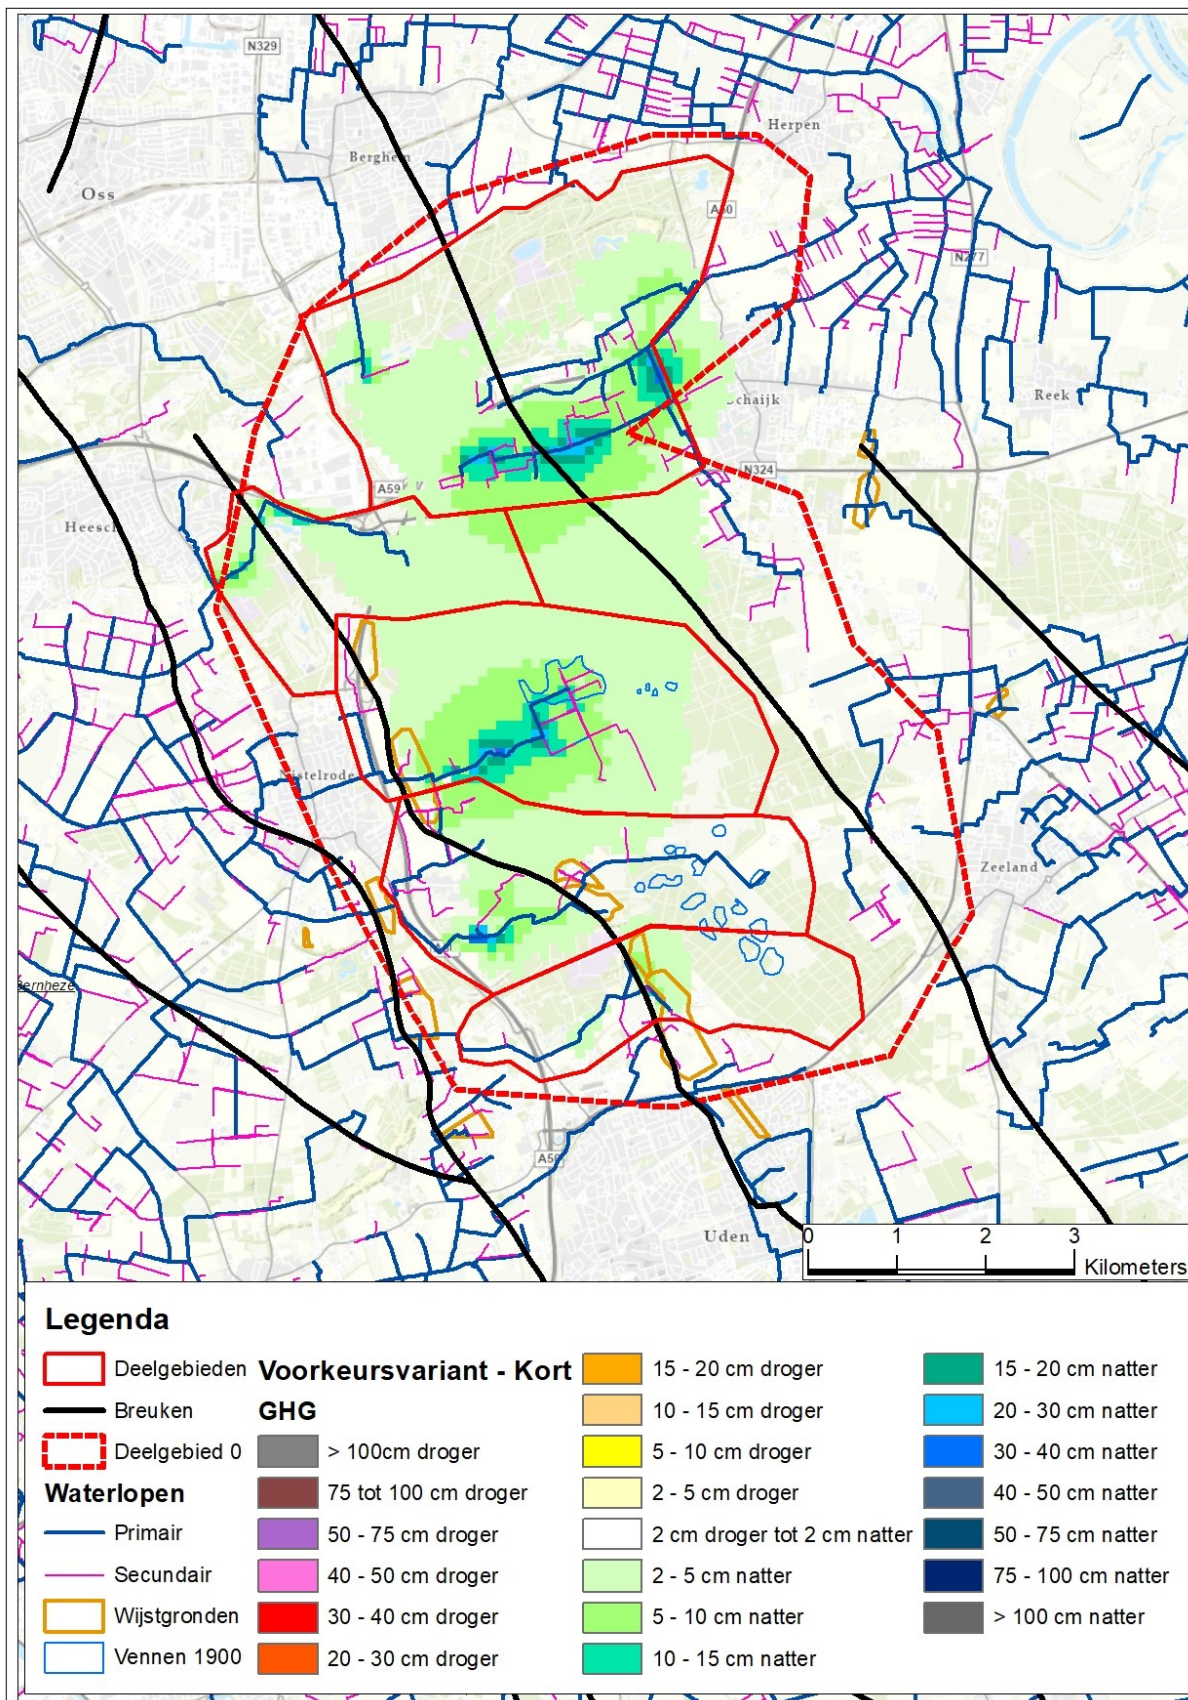 N329
Herpen
Berghem
Oss
A50
N277
Reek
Schaijk
N324
A59
Heesch
Nistelrode
Zeeland
Bernheze
A50
Uden
0 1 2 3
Kilometers
Legenda
Deelgebieden
Breuken
Deelgebied 0
Waterlopen
Primair
Secundair
Wijstgronden
Vennen 1900
Voorkeursvariant - Kort
GHG
> 100cm droger
75 tot 100 cm droger
50 - 75 cm droger
40 - 50 cm droger
30 - 40 cm droger
20 - 30 cm droger
15 - 20 cm droger
10 - 15 cm droger
5 - 10 cm droger
2 - 5 cm droger
2 cm droger tot 2 cm natter
2 - 5 cm natter
5 - 10 cm natter
10 - 15 cm natter
15 - 20 cm natter
20 - 30 cm natter
30 - 40 cm natter
40 - 50 cm natter
50 - 75 cm natter
75 - 100 cm natter
> 100 cm natter